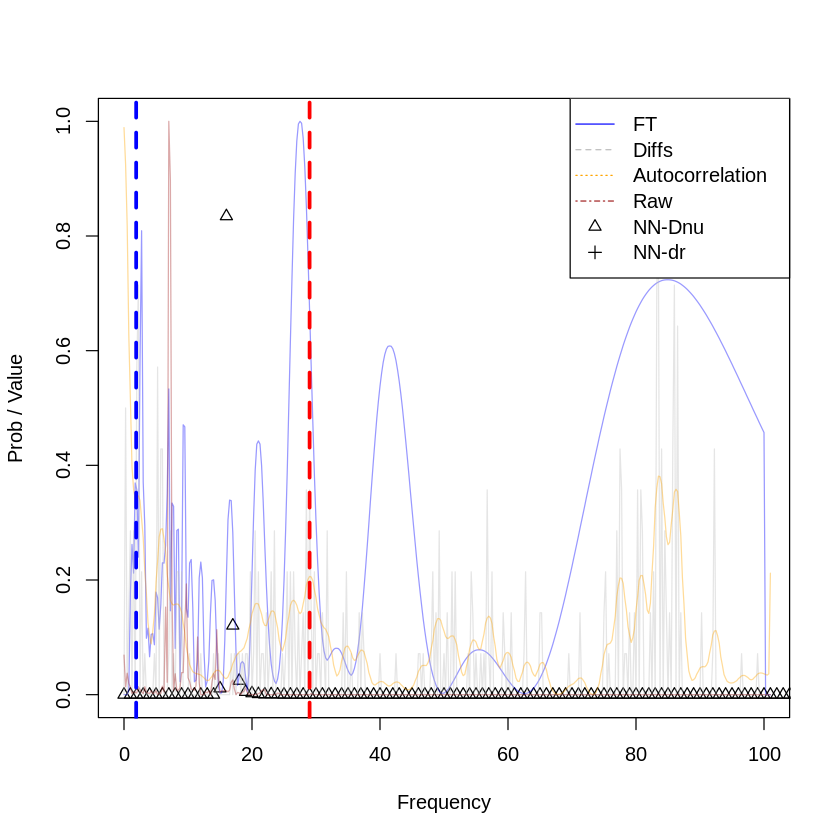 FT
Diffs
Autocorrelation
Raw
NN-Dnu
NN-dr
Prob / Value
1.0
0.8
0.6
0.4
0.2
0.0
0 20 40 60 80 100
Frequency